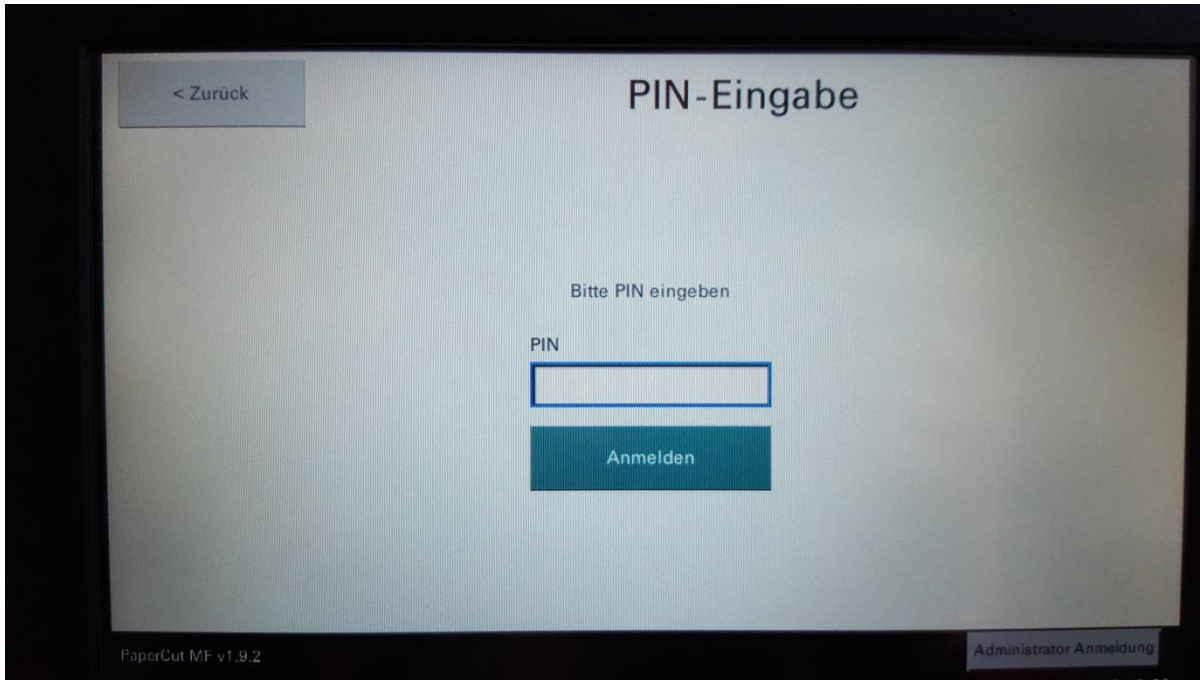 < Zurück
PIN-Eingabe
Bitte PIN eingeben
PIN
Anmelden
PaperCut MF v1.9.2
Administrator Anmeldung